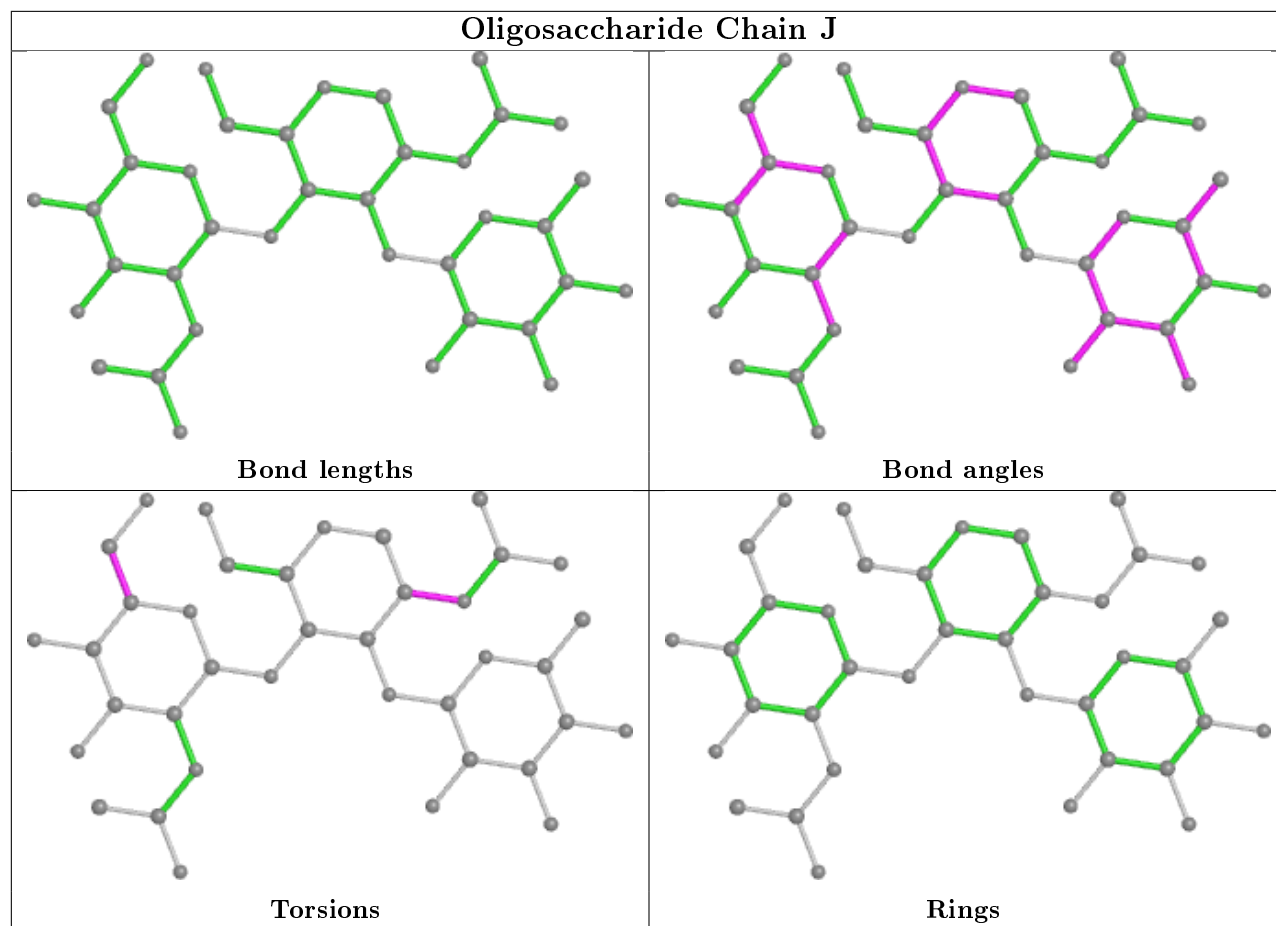 Oligosaccharide Chain J
Bond lengths
Bond angles
Torsions
Rings